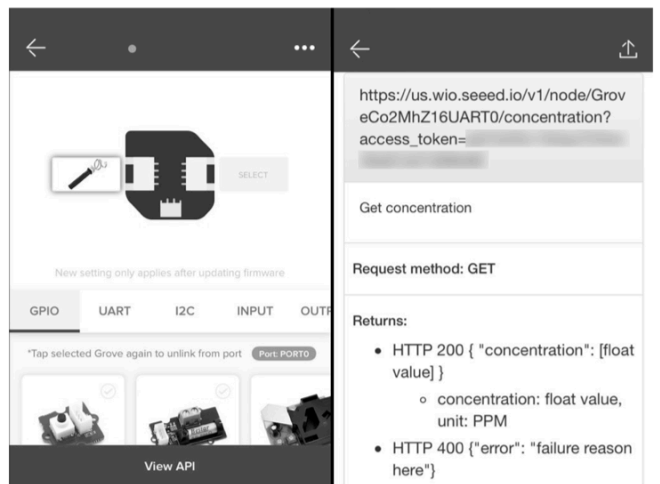 SELECT
New setting only applies after updating firmware
GPIO UART I2C INPUT OUTP
*Tap selected Grove again to unlink from port Port: PORT0
View API
https://us.wio.seeed.io/v1/node/Grov
eCo2MhZ16UART0/concentration?
access_token=
Get concentration
Request method: GET
Returns:
• HTTP 200 { "concentration": [float
value] }
○ concentration: float value,
unit: PPM
• HTTP 400 {"error": "failure reason
here"}